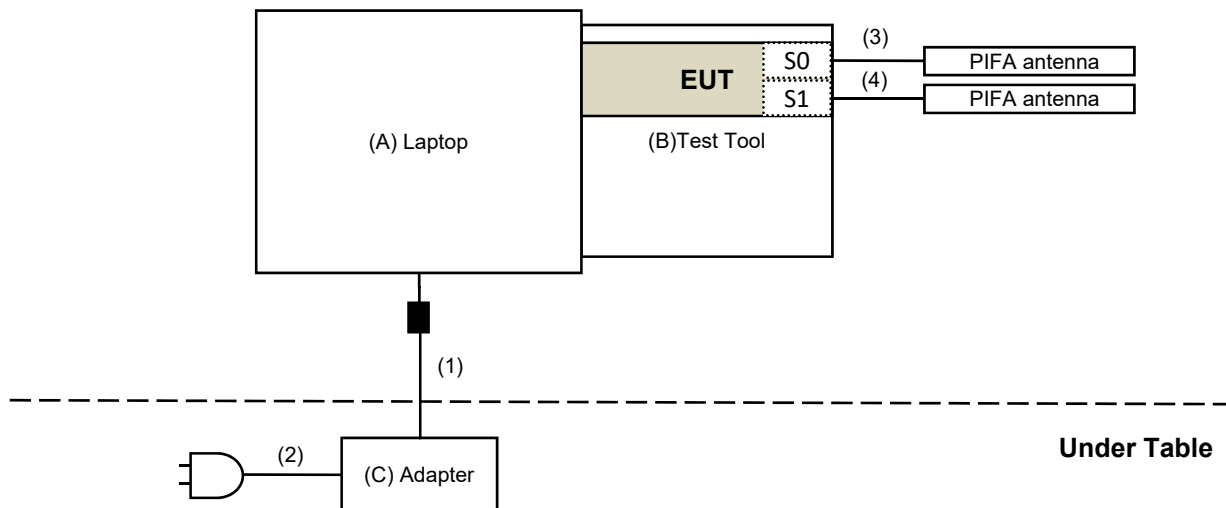 (3)
S0
PIFA antenna
EUT
(4)
S1
PIFA antenna
(A) Laptop
(B)Test Tool
(1)
Under Table
(2)
(C) Adapter